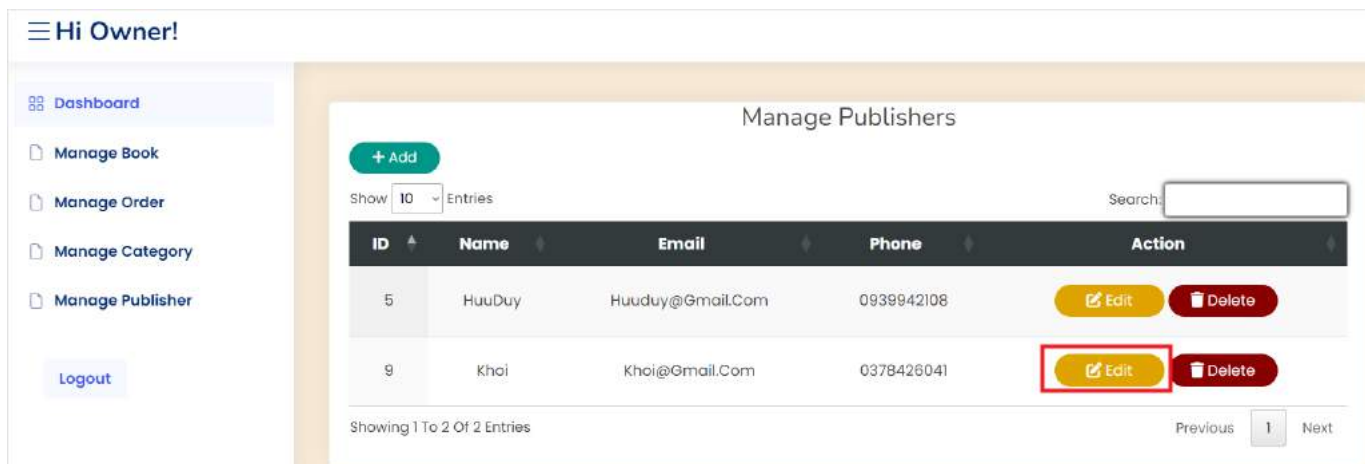 Hi Owner!
Dashboard
Manage Book
Manage Order
Manage Category
Manage Publisher
Logout
Manage Publishers
+ Add
Show 10 Entries
Search:
ID Name Email Phone Action
5 HuuDuy Huuduy@Gmail.Com 0939942108 Edit Delete
9 Khoi Khoi@Gmail.Com 0378426041 Edit Delete
Showing 1 To 2 Of 2 Entries
Previous 1 Next